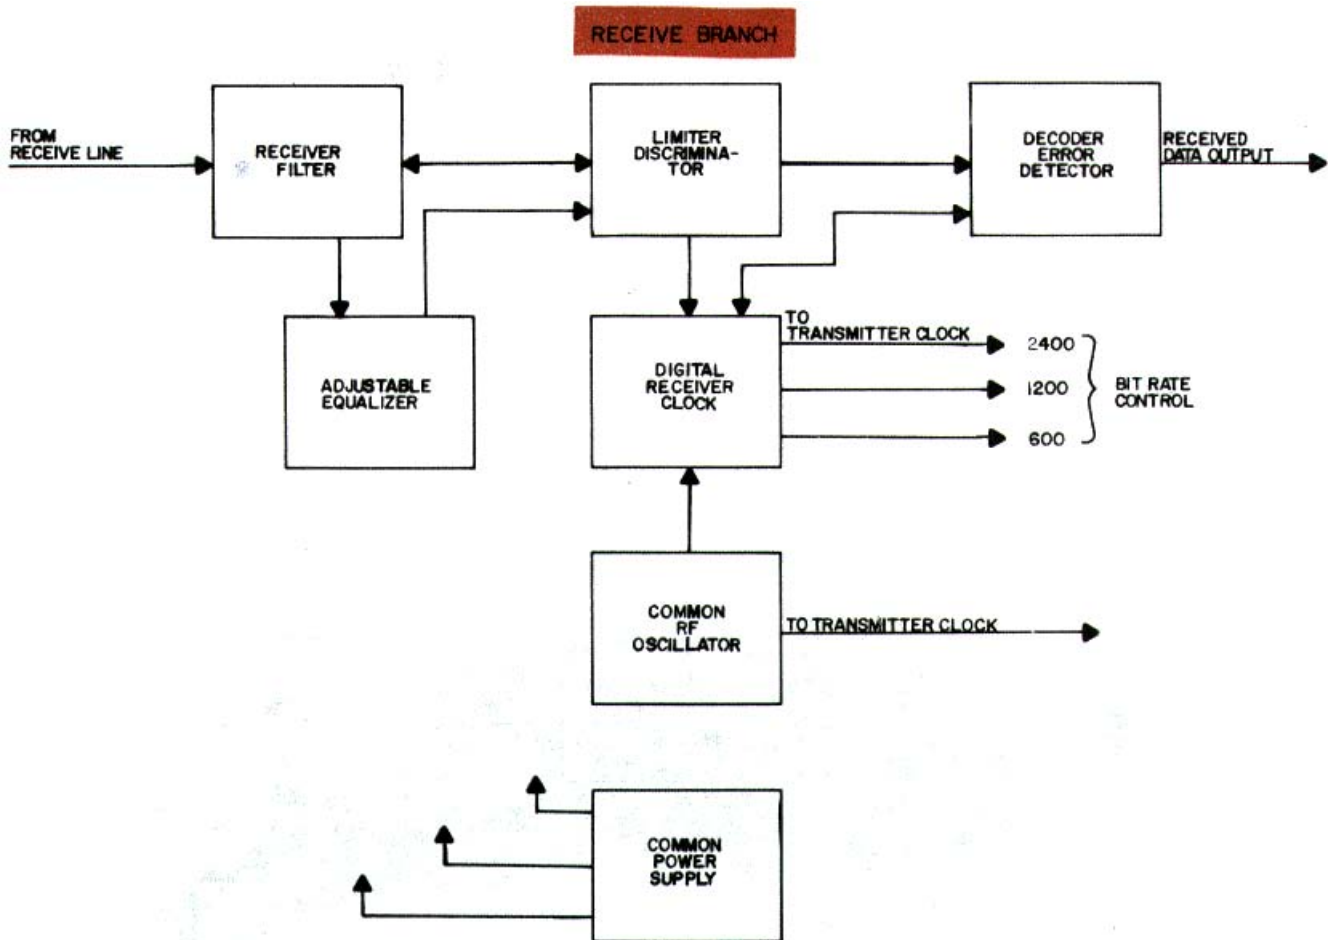 RECEIVE BRANCH
FROM
RECEIVE LINE
RECEIVER
FILTER
LIMITER
DISCRIMINA-
TOR
DECODER
ERROR
DETECTOR
RECEIVED
DATA OUTPUT
ADJUSTABLE
EQUALIZER
DIGITAL
RECEIVER
CLOCK
TO
TRANSMITTER CLOCK
2400
1200
600
BIT RATE
CONTROL
COMMON
RF
OSCILLATOR
TO TRANSMITTER CLOCK
COMMON
POWER
SUPPLY